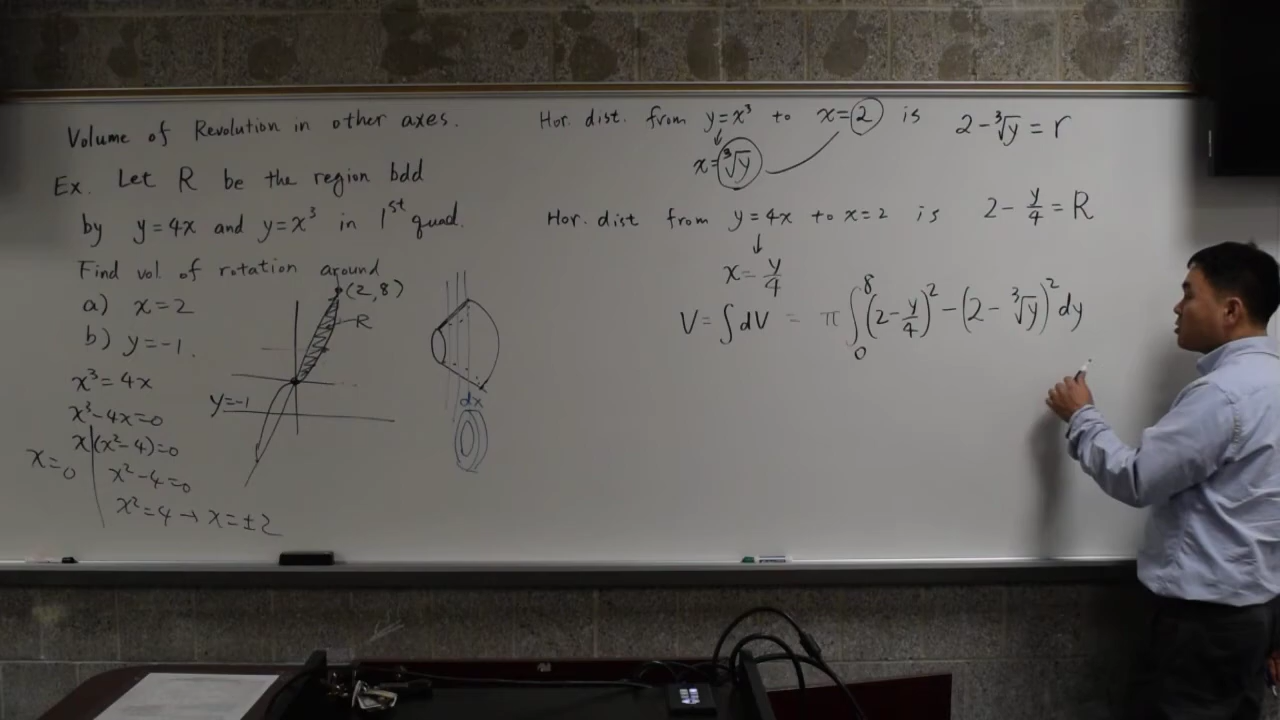 Volume of Revolution in other axes.
Ex. Let R be the region bdd
by y=4x and y=x³ in 1st quad.
Find vol. of rotation around
a) x=2
b) y=-1.
x³=4x
x³-4x=0
x(x²-4)=0
x=0
x²-4=0
x²=4→x=±2
(2,8)
R
y=-1
dx
Hor. dist. from y=x³ to x=2 is 2-∛y=r
↓
x=∛y
Hor. dist from y=4x to x=2 is 2-y/4=R
↓
x=y/4
V=∫dV = π∫₀⁸(2-y/4)²-(2-∛y)²dy